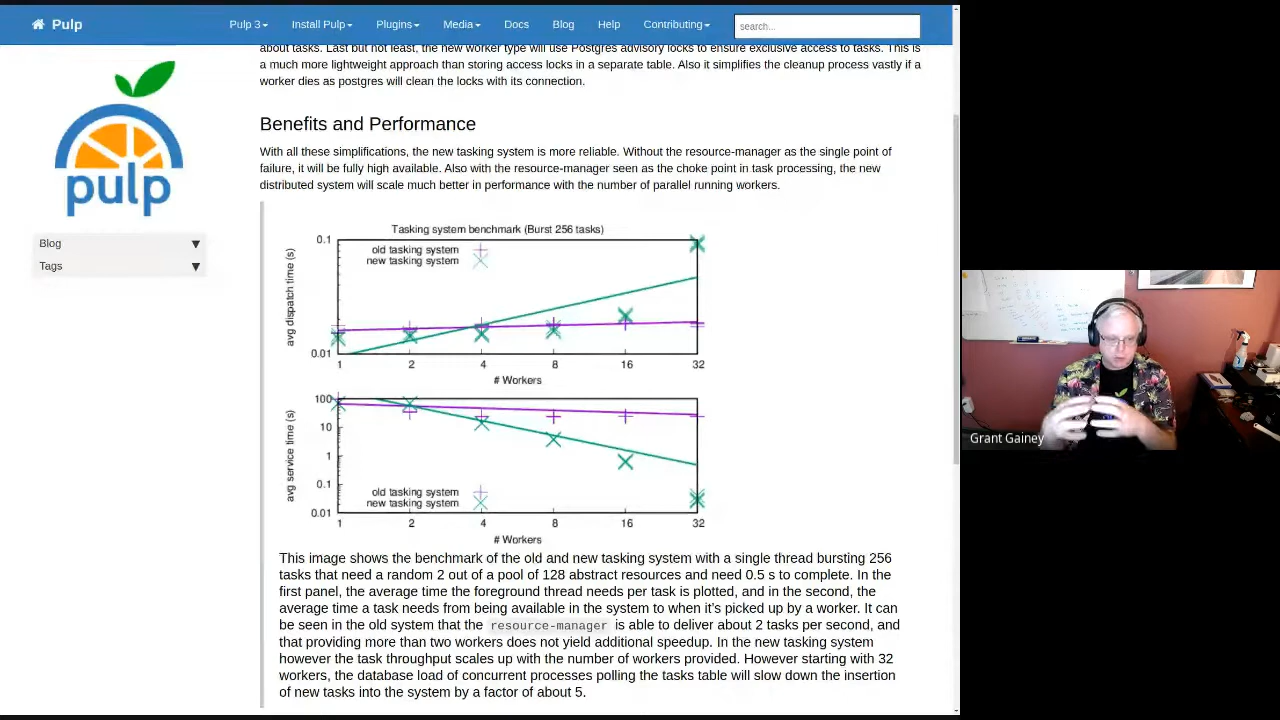 Pulp
Pulp 3
Install Pulp
Plugins
Media
Docs
Blog
Help
Contributing
search...
about tasks. Last but not least, the new worker type will use Postgres advisory locks to ensure exclusive access to tasks. This is
a much more lightweight approach than storing access locks in a separate table. Also it simplifies the cleanup process vastly if a
worker dies as postgres will clean the locks with its connection.
pulp
Blog
Tags
Benefits and Performance
With all these simplifications, the new tasking system is more reliable. Without the resource-manager as the single point of
failure, it will be fully high available. Also with the resource-manager seen as the choke point in task processing, the new
distributed system will scale much better in performance with the number of parallel running workers.
Tasking system benchmark (Burst 256 tasks)
0.1
0.01
avg dispatch time (s)
old tasking system
new tasking system
1 2 4 8 16 32
# Workers
100
10
1
0.1
0.01
avg service time (s)
old tasking system
new tasking system
1 2 4 8 16 32
# Workers
This image shows the benchmark of the old and new tasking system with a single thread bursting 256
tasks that need a random 2 out of a pool of 128 abstract resources and need 0.5 s to complete. In the
first panel, the average time the foreground thread needs per task is plotted, and in the second, the
average time a task needs from being available in the system to when it's picked up by a worker. It can
be seen in the old system that the resource-manager is able to deliver about 2 tasks per second, and
that providing more than two workers does not yield additional speedup. In the new tasking system
however the task throughput scales up with the number of workers provided. However starting with 32
workers, the database load of concurrent processes polling the tasks table will slow down the insertion
of new tasks into the system by a factor of about 5.
Grant Gainey